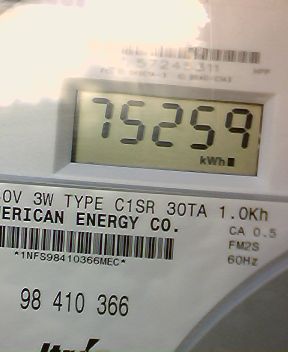 57245311
75259
kWh
0V 3W TYPE C1SR 30TA 1.0Kh
ERICAN ENERGY CO.
CA 0.5
FM2S
*1NFS98410366MEC*
60Hz
98 410 366